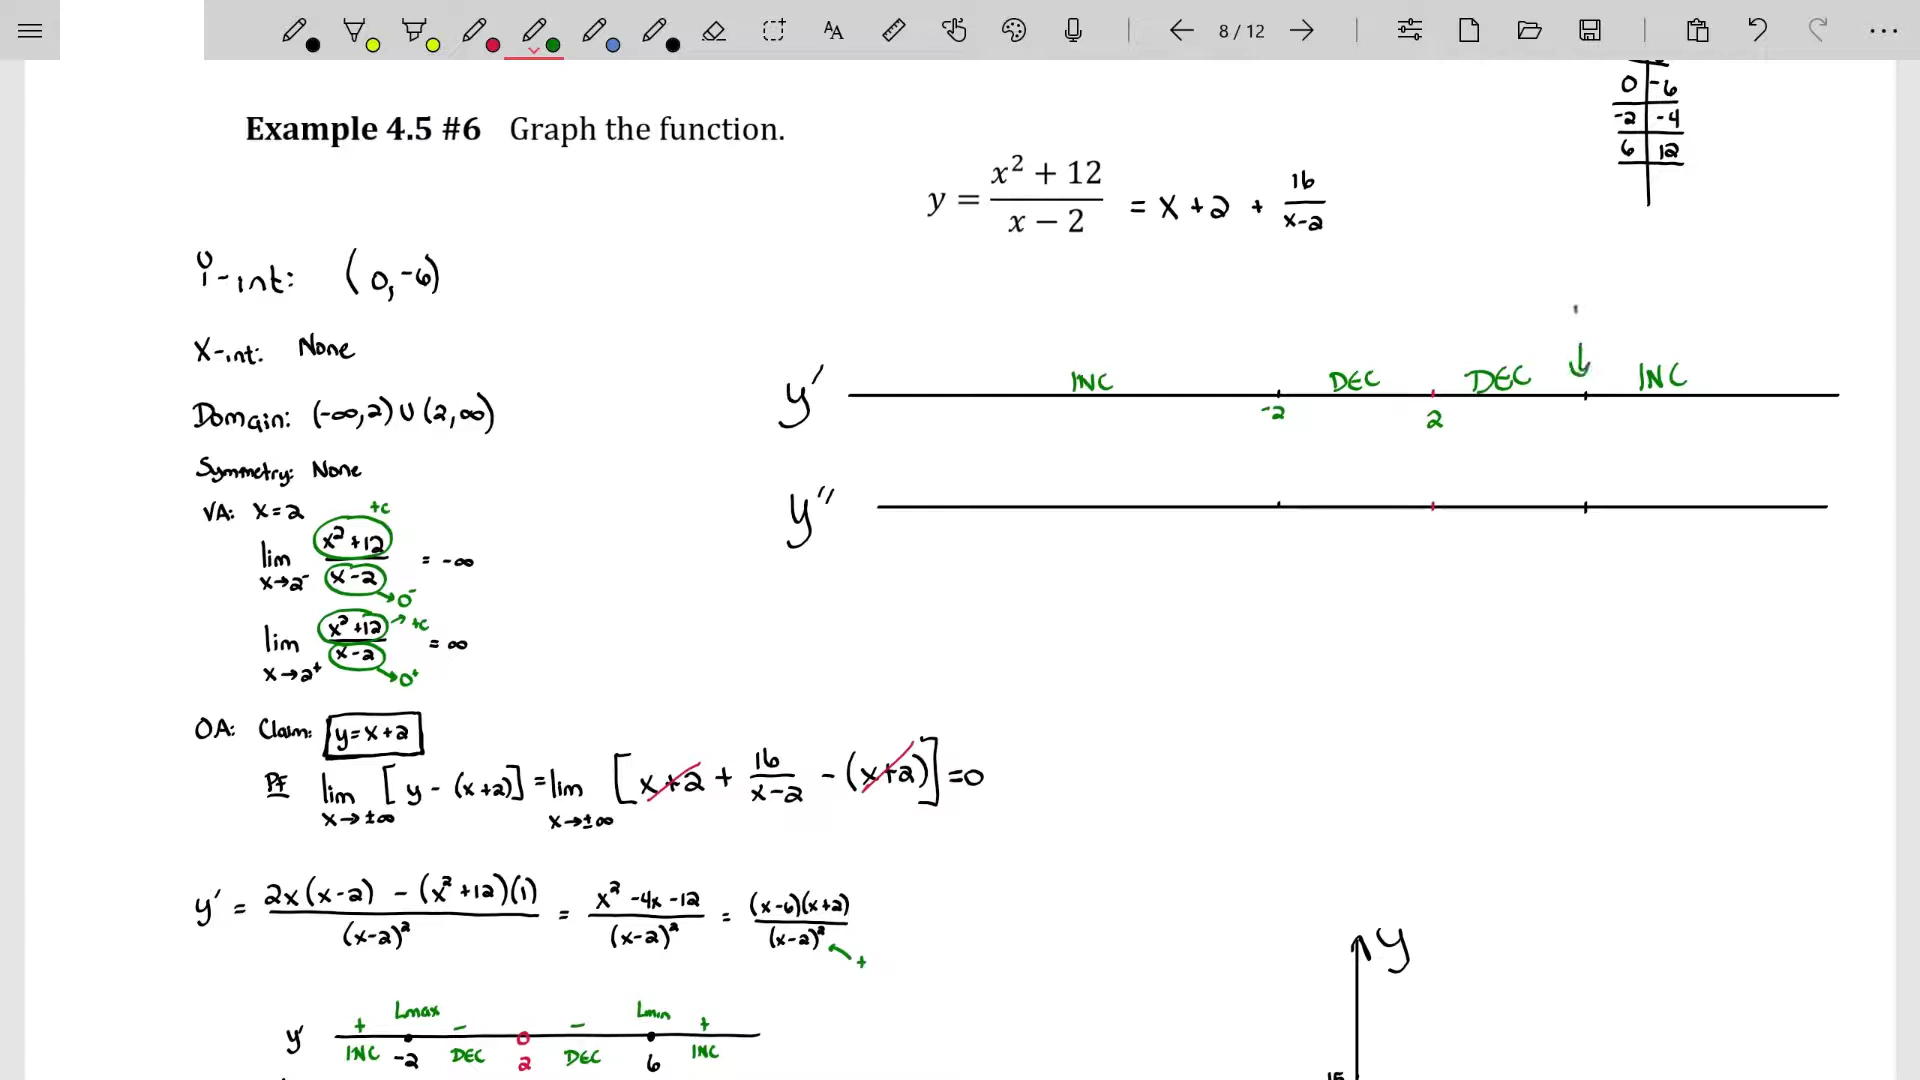 8 / 12
0 -6
-2 -4
6 12
Example 4.5 #6 Graph the function.
y = x² + 12 / x − 2 = x + 2 + 16 / x-2
Y-int: (0, -6)
X-int: None
Domain: (-∞,2) ∪ (2,∞)
Symmetry: None
VA: x = 2
lim x→2⁻ x² + 12 / x - 2 = -∞
+c
0⁻
lim x→2⁺ x² + 12 / x - 2 = ∞
+c
0⁺
y' INC -2 DEC 2 DEC ↓ INC
y''
OA: Claim: y = x + 2
Pf lim x→±∞ [y - (x+2)] = lim x→±∞ [x+2 + 16 / x-2 - (x+2)] = 0
y' = 2x(x-2) - (x²+12)(1) / (x-2)² = x² - 4x - 12 / (x-2)² = (x-6)(x+2) / (x-2)²
+
y
+ Lmax - - Lmin +
y'
INC -2 DEC 2 DEC 6 INC
15